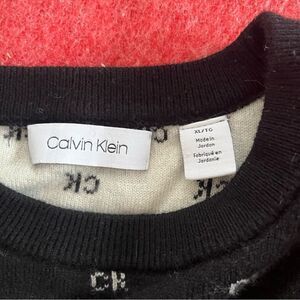 Calvin Klein
XL/TG
Made in
Jordan
Fabriqué en
Jordanie
CK
CK
CK